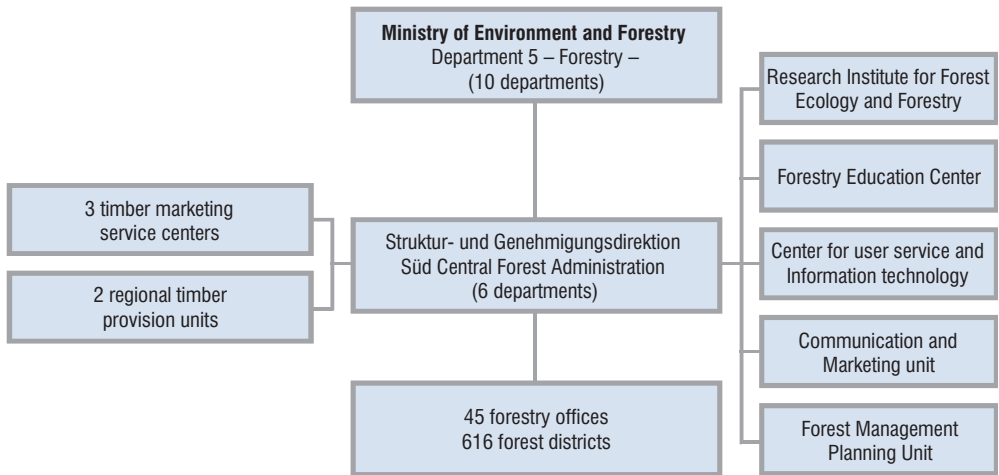 Ministry of Environment and Forestry
Department 5 – Forestry –
(10 departments)
3 timber marketing
service centers
2 regional timber
provision units
Struktur- und Genehmigungsdirektion
Süd Central Forest Administration
(6 departments)
45 forestry offices
616 forest districts
Research Institute for Forest
Ecology and Forestry
Forestry Education Center
Center for user service and
Information technology
Communication and
Marketing unit
Forest Management
Planning Unit